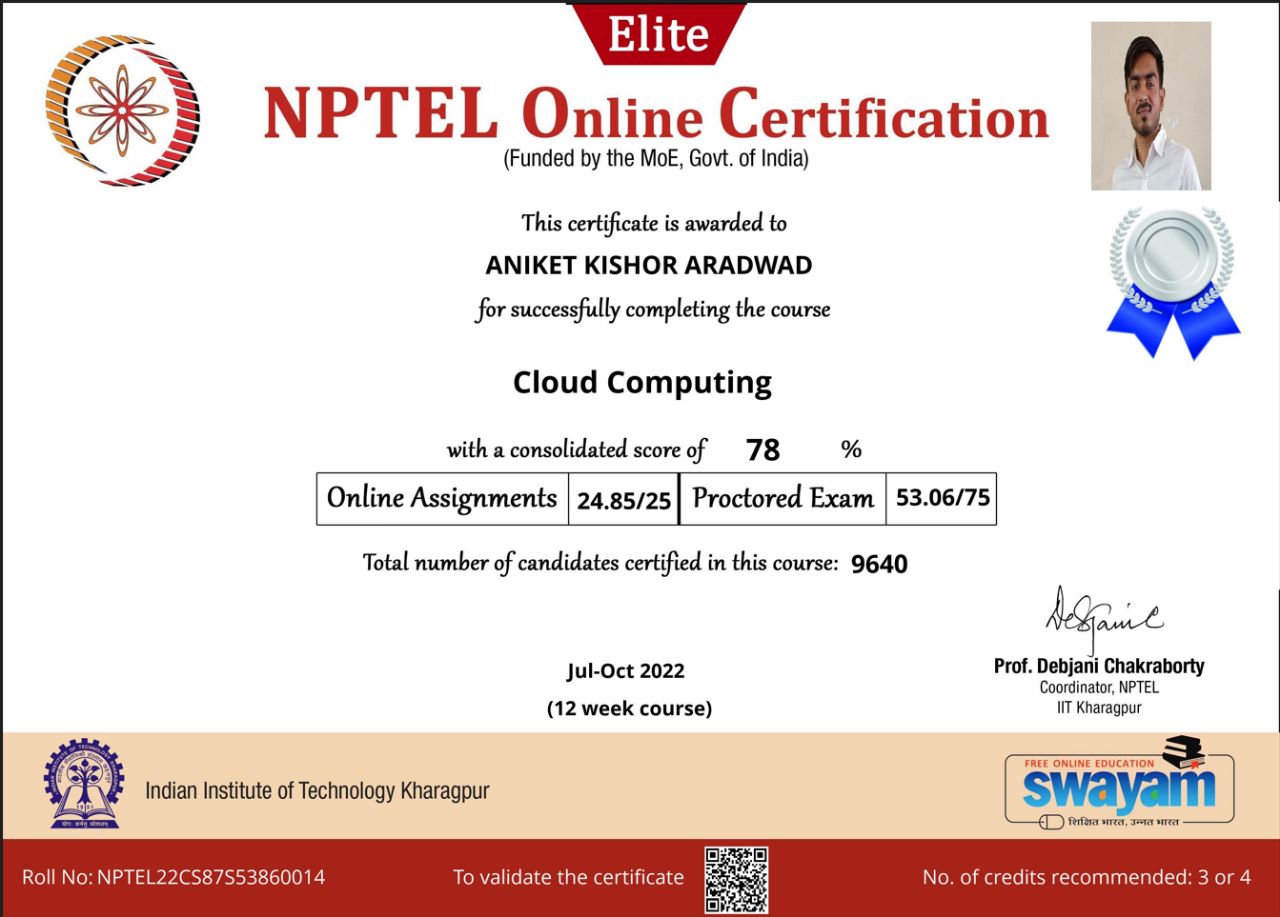 Elite
NPTEL Online Certification
(Funded by the MoE, Govt. of India)
This certificate is awarded to
ANIKET KISHOR ARADWAD
for successfully completing the course
Cloud Computing
with a consolidated score of 78 %
Online Assignments 24.85/25 Proctored Exam 53.06/75
Total number of candidates certified in this course: 9640
Jul-Oct 2022
(12 week course)
Prof. Debjani Chakraborty
Coordinator, NPTEL
IIT Kharagpur
Indian Institute of Technology Kharagpur
FREE ONLINE EDUCATION
swayam
शिक्षित भारत, उन्नत भारत
Roll No: NPTEL22CS87S53860014
To validate the certificate
No. of credits recommended: 3 or 4